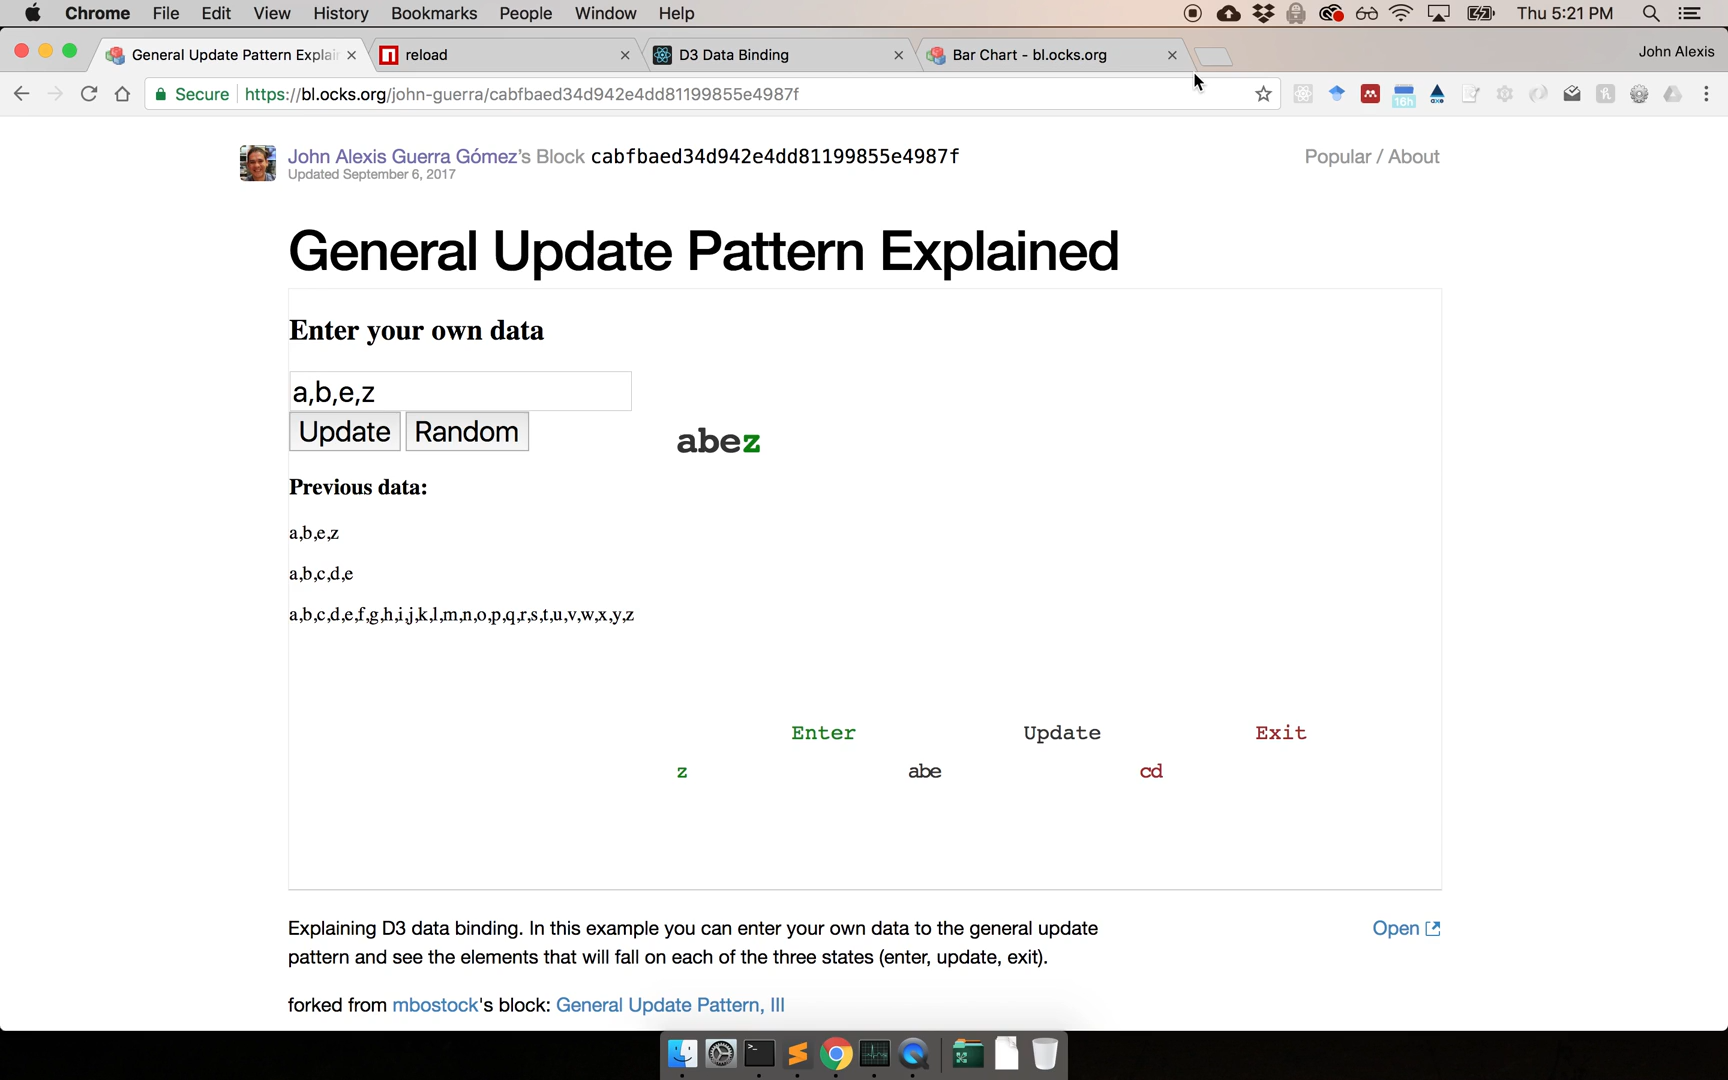 Chrome File Edit View History Bookmarks People Window Help Thu 5:21 PM
General Update Pattern Explai reload D3 Data Binding Bar Chart - bl.ocks.org John Alexis
Secure https://bl.ocks.org/john-guerra/cabfbaed34d942e4dd81199855e4987f 16h axe
John Alexis Guerra Gómez's Block cabfbaed34d942e4dd81199855e4987f Popular / About
Updated September 6, 2017
General Update Pattern Explained
Enter your own data
a,b,e,z
Update Random
abez
Previous data:
a,b,e,z
a,b,c,d,e
a,b,c,d,e,f,g,h,i,j,k,l,m,n,o,p,q,r,s,t,u,v,w,x,y,z
Enter Update Exit
z abe cd
Explaining D3 data binding. In this example you can enter your own data to the general update Open
pattern and see the elements that will fall on each of the three states (enter, update, exit).
forked from mbostock's block: General Update Pattern, III